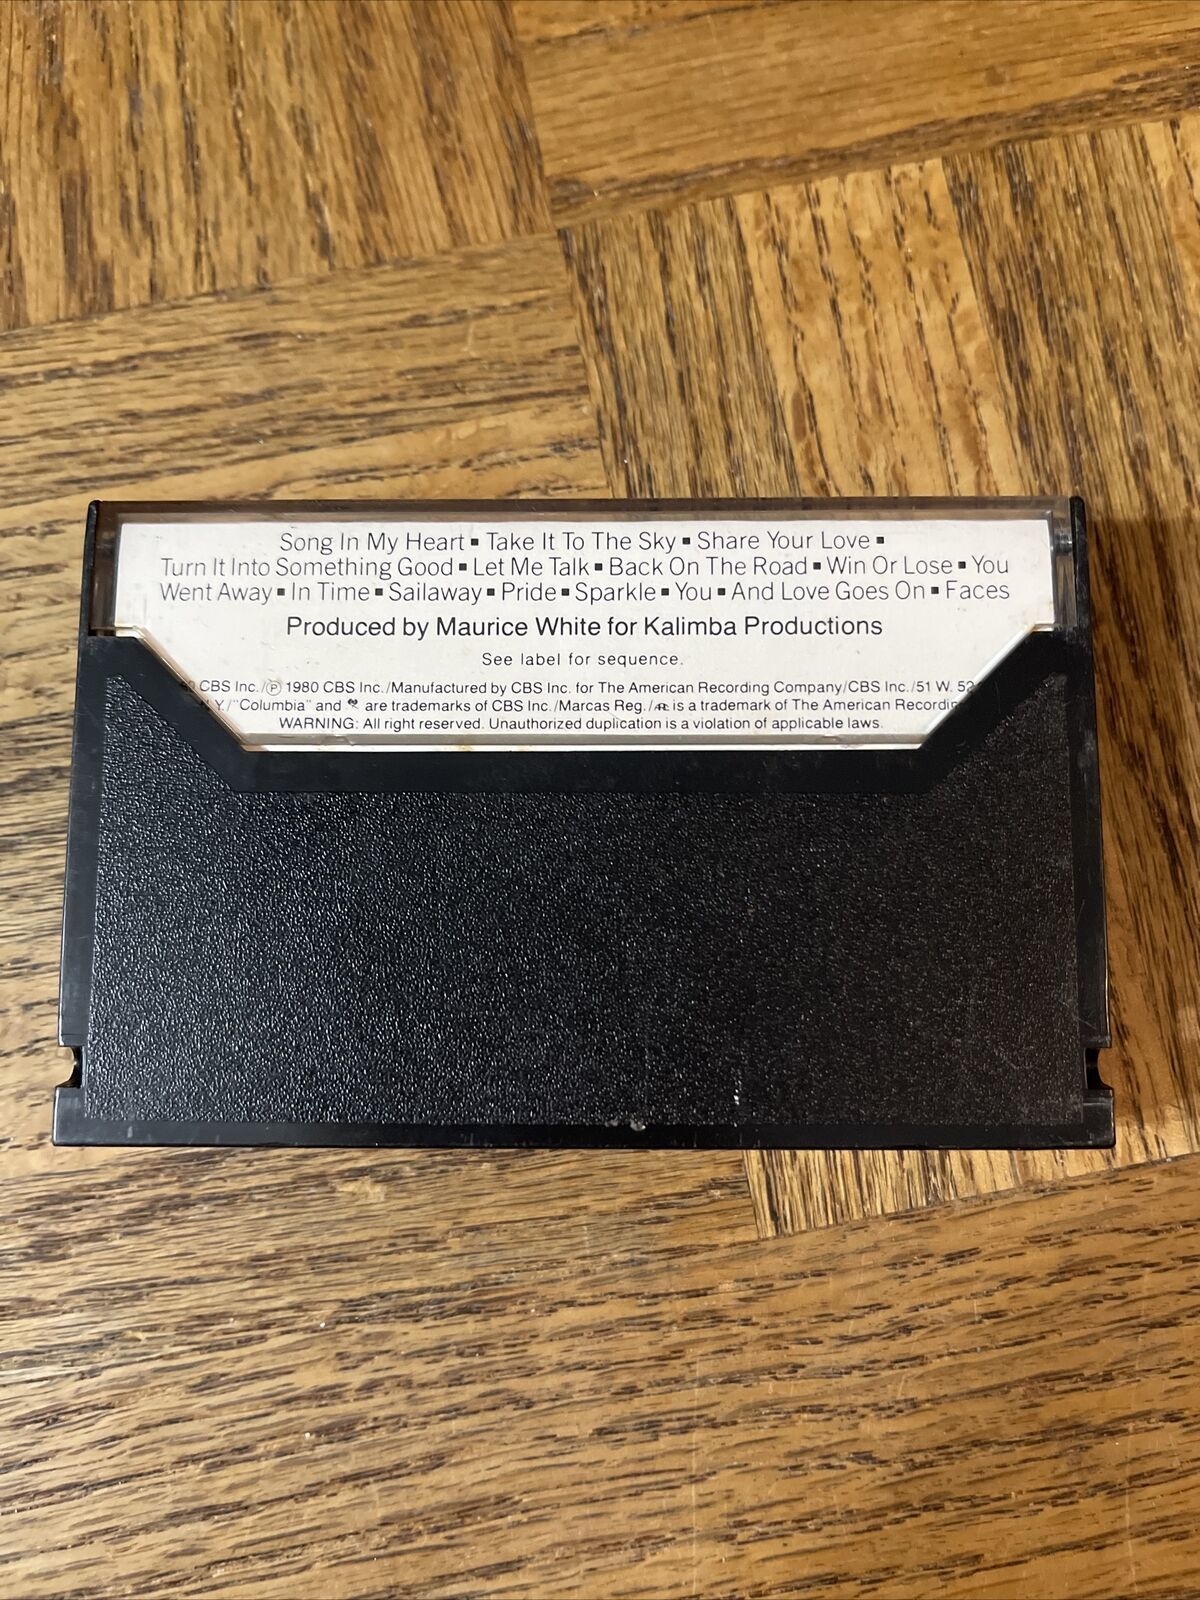 Song In My Heart ▪ Take It To The Sky ▪ Share Your Love ▪
Turn It Into Something Good ▪ Let Me Talk ▪ Back On The Road ▪ Win Or Lose ▪ You
Went Away ▪ In Time ▪ Sailaway ▪ Pride ▪ Sparkle ▪ You ▪ And Love Goes On ▪ Faces
Produced by Maurice White for Kalimba Productions
See label for sequence.
CBS Inc./Ⓟ 1980 CBS Inc./Manufactured by CBS Inc. for The American Recording Company/CBS Inc./51 W. 52
N.Y./"Columbia" and are trademarks of CBS Inc./Marcas Reg./ is a trademark of The American
WARNING: All right reserved. Unauthorized duplication is a violation of applicable laws.